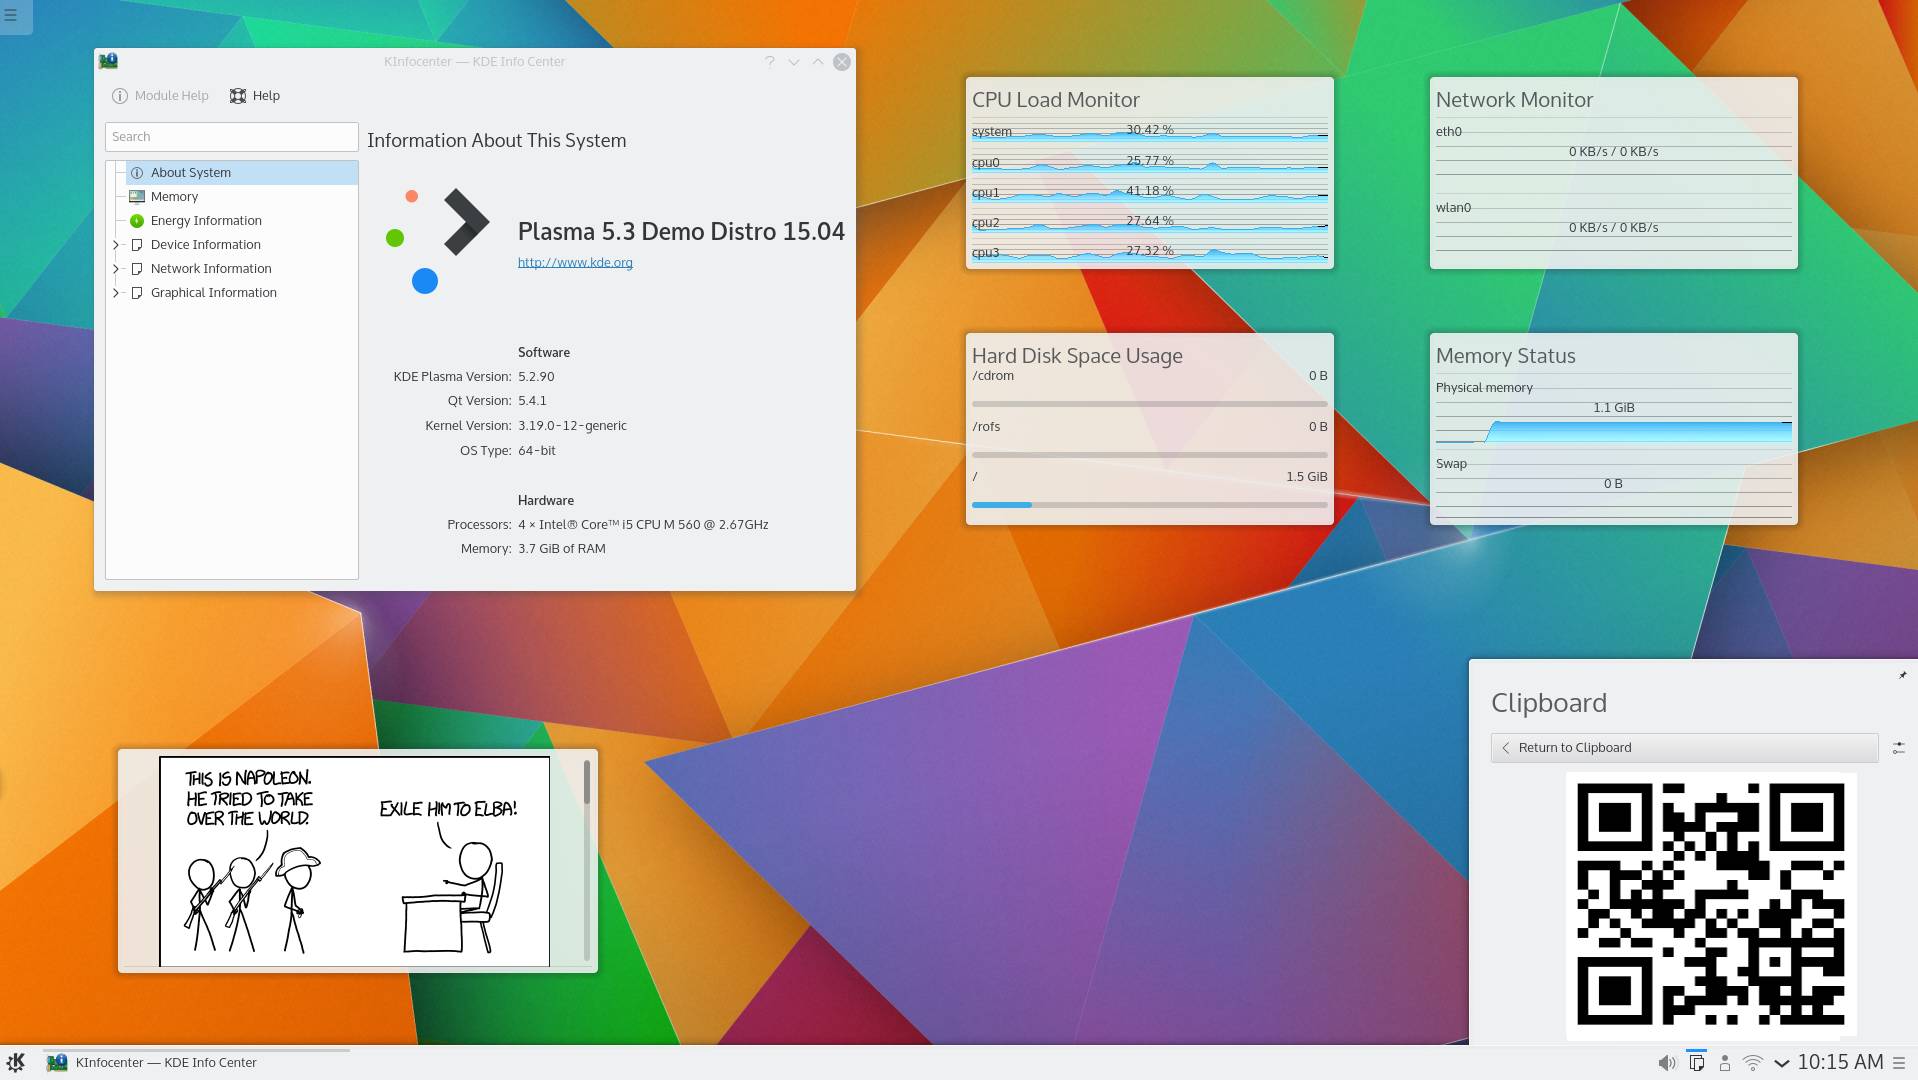 KInfocenter — KDE Info Center
Module Help
Help
Search
About System
Memory
Energy Information
Device Information
Network Information
Graphical Information
Information About This System
Plasma 5.3 Demo Distro 15.04
http://www.kde.org
Software
KDE Plasma Version: 5.2.90
Qt Version: 5.4.1
Kernel Version: 3.19.0-12-generic
OS Type: 64-bit
Hardware
Processors: 4 × Intel® Core™ i5 CPU M 560 @ 2.67GHz
Memory: 3.7 GiB of RAM
CPU Load Monitor
system 30.42 %
cpu0 25.77 %
cpu1 41.18 %
cpu2 27.64 %
cpu3 27.32 %
Network Monitor
eth0
0 KB/s / 0 KB/s
wlan0
0 KB/s / 0 KB/s
Hard Disk Space Usage
/cdrom 0 B
/rofs 0 B
/ 1.5 GiB
Memory Status
Physical memory
1.1 GiB
Swap
0 B
THIS IS NAPOLEON.
HE TRIED TO TAKE
OVER THE WORLD.
EXILE HIM TO ELBA!
Clipboard
Return to Clipboard
KInfocenter — KDE Info Center
10:15 AM